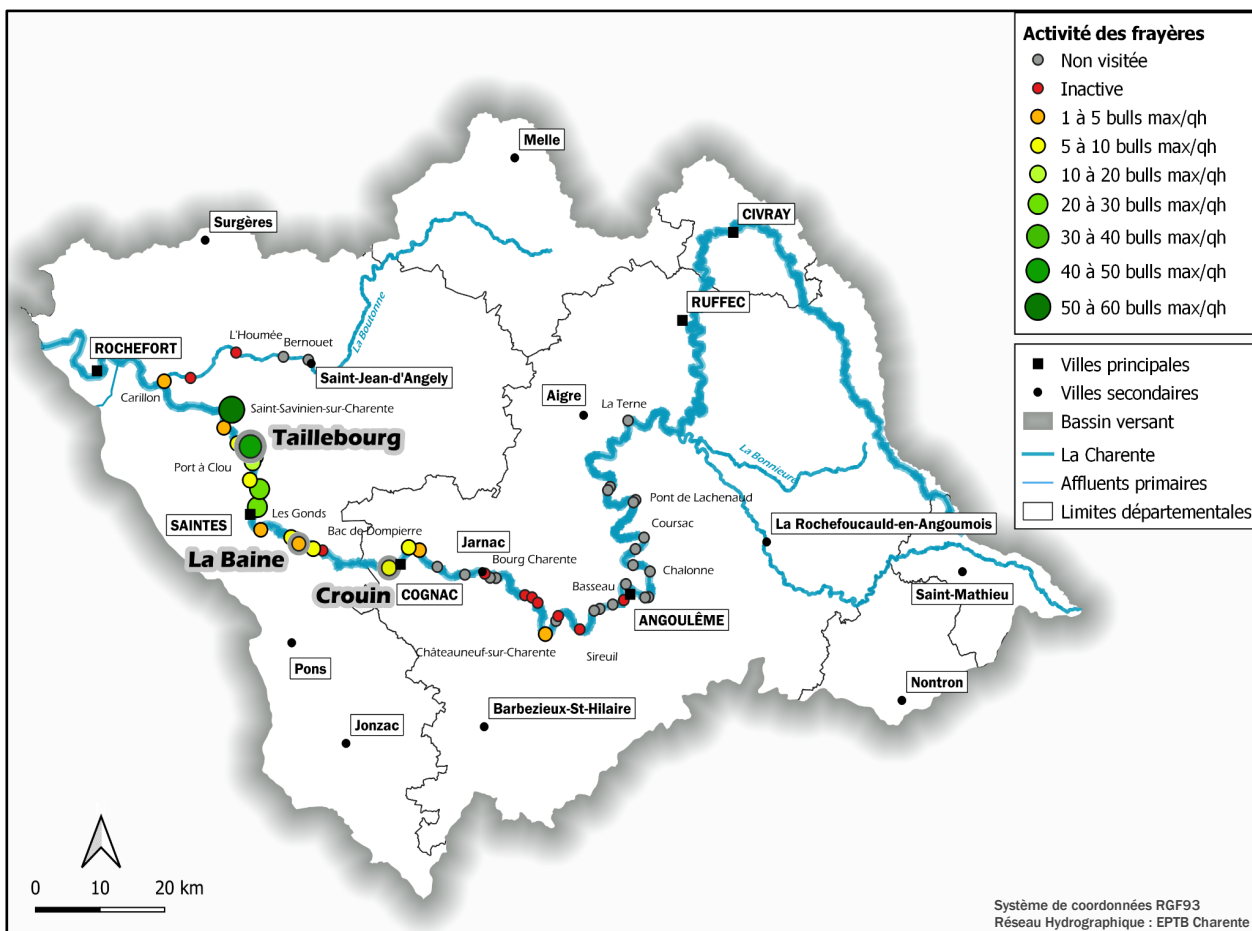 Activité des frayères
Non visitée
Inactive
1 à 5 bulls max/qh
5 à 10 bulls max/qh
10 à 20 bulls max/qh
20 à 30 bulls max/qh
30 à 40 bulls max/qh
40 à 50 bulls max/qh
50 à 60 bulls max/qh
Villes principales
Villes secondaires
Bassin versant
La Charente
Affluents primaires
Limites départementales
Melle
CIVRAY
Surgères
RUFFEC
La Boutonne
L'Houmée
Bernouet
ROCHEFORT
Saint-Jean-d'Angely
Carillon
Aigre
La Terne
Saint-Savinien-sur-Charente
Taillebourg
Port à Clou
La Bonnieure
Pont de Lachenaud
Les Gonds
SAINTES
Coursac
La Rochefoucauld-en-Angoumois
Bac de Dompierre
Jarnac
La Baine
Bourg Charente
Chalonne
Crouin
COGNAC
Basseau
Saint-Mathieu
ANGOULÊME
Châteauneuf-sur-Charente
Sireuil
Pons
Nontron
Barbezieux-St-Hilaire
Jonzac
0 10 20 km
Système de coordonnées RGF93
Réseau Hydrographique : EPTB Charente